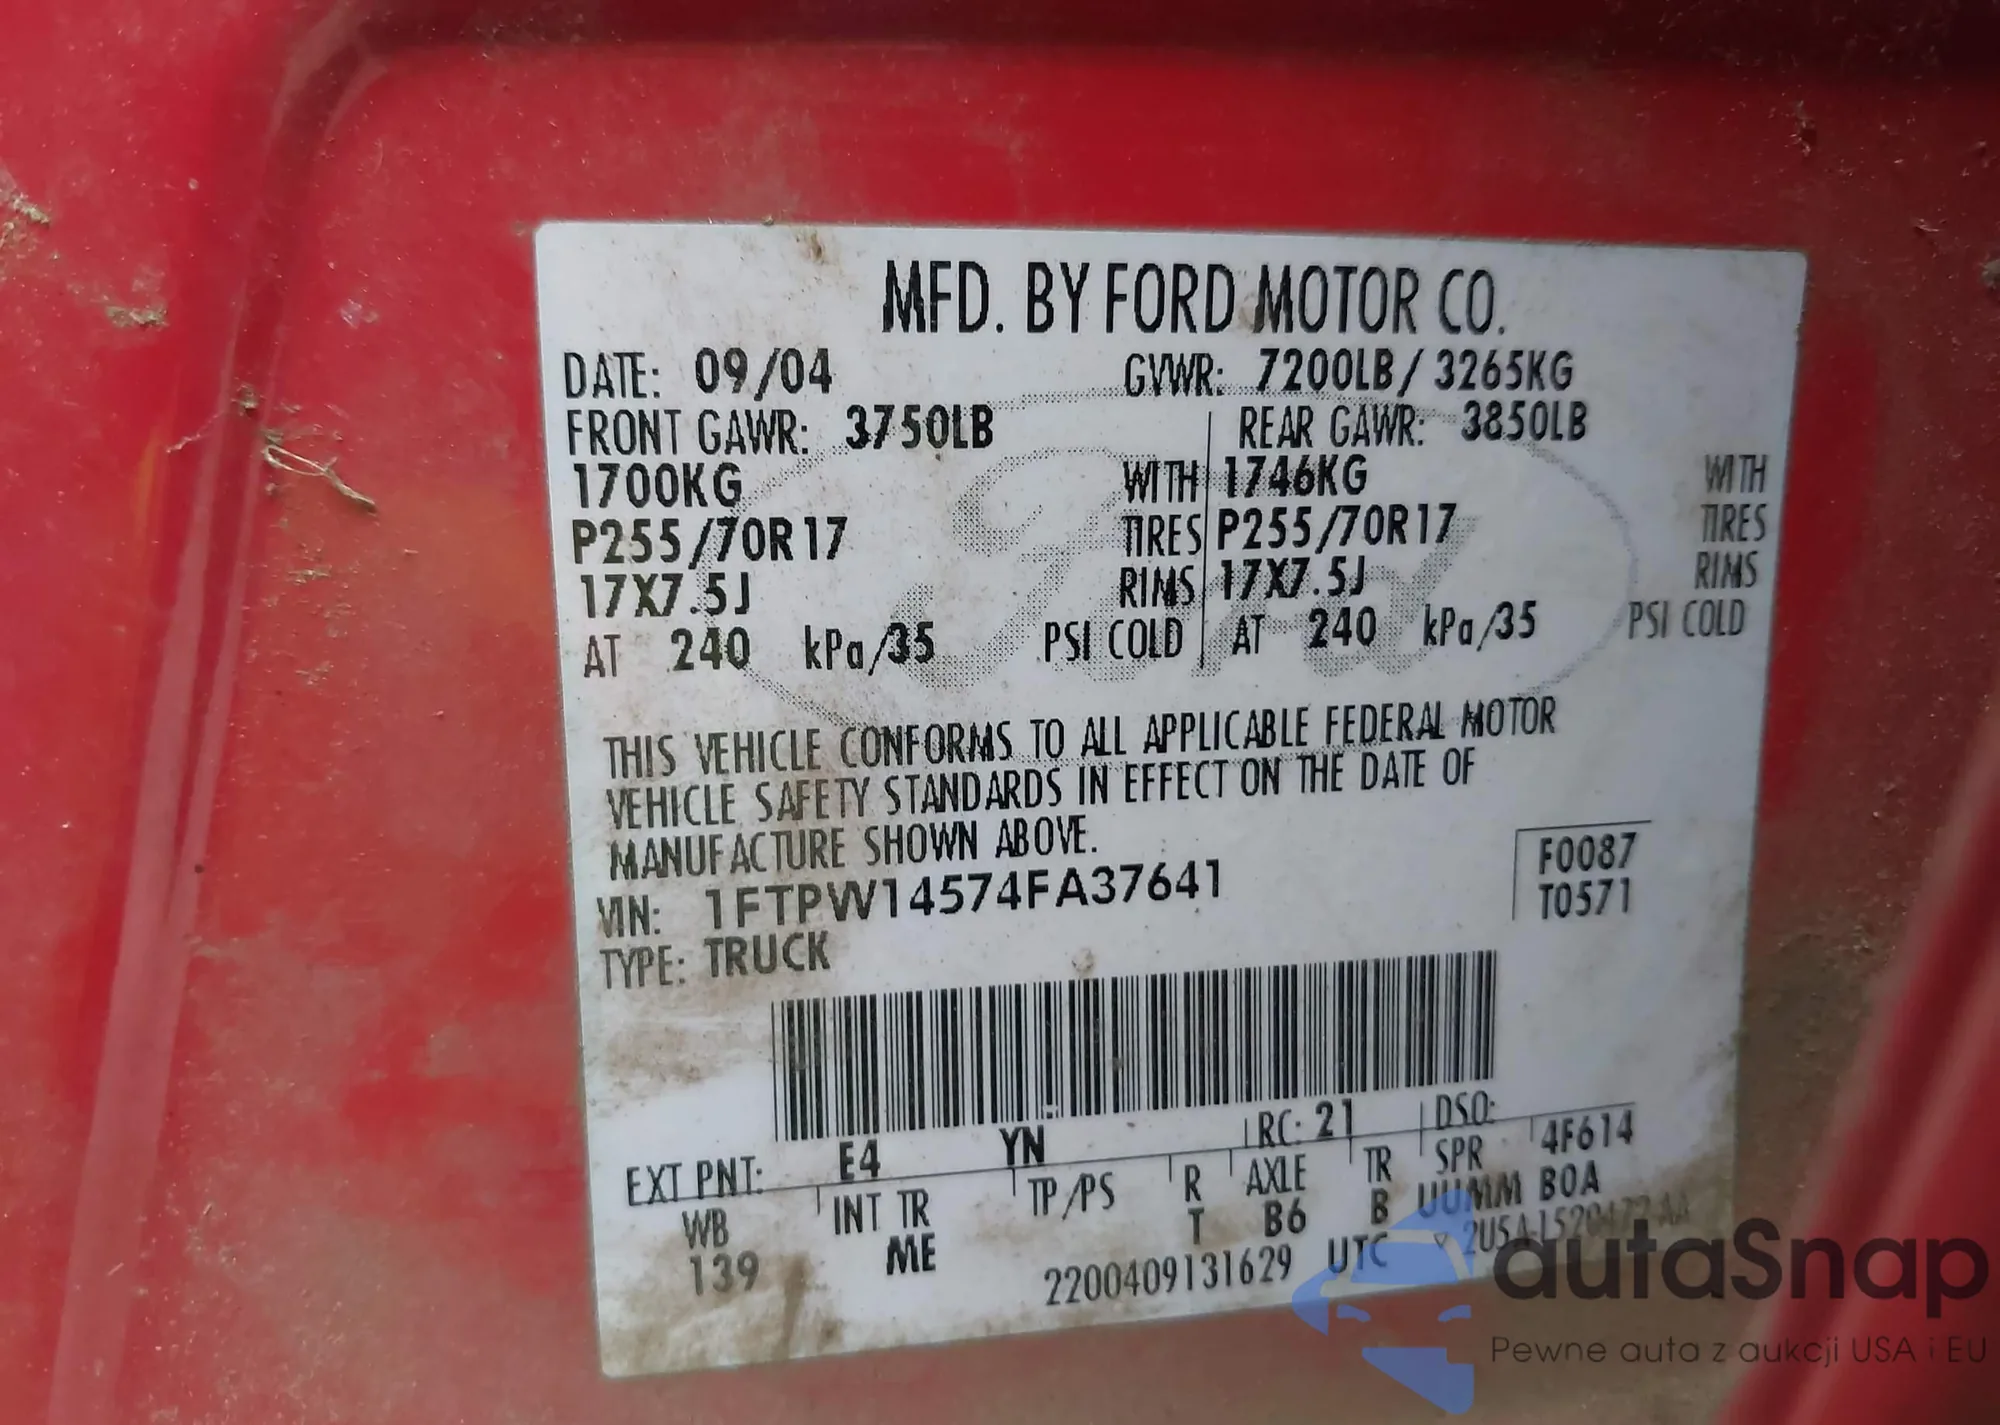 MFD. BY FORD MOTOR CO.
DATE: 09/04 GVWR: 7200LB/ 3265KG
FRONT GAWR: 3750LB REAR GAWR: 3850LB
1700KG WITH 1746KG WITH
P255/70R17 TIRES P255/70R17 TIRES
17X7.5J RIMS 17X7.5J RIMS
AT 240 kPa/35 PSI COLD AT 240 kPa/35 PSI COLD
THIS VEHICLE CONFORMS TO ALL APPLICABLE FEDERAL MOTOR
VEHICLE SAFETY STANDARDS IN EFFECT ON THE DATE OF
MANUFACTURE SHOWN ABOVE.
F0087
VIN: 1FTPW14574FA37641
T0571
TYPE: TRUCK
EXT PNT: E4 YN RC: 21 DSO: 4F614
WB INT TR TP/PS R AXLE TR SPR
139 ME T B6 B UUMM BOA
2200409131629 UTC
Ford
autaSnap
Pewne auta z aukcji USA i EU